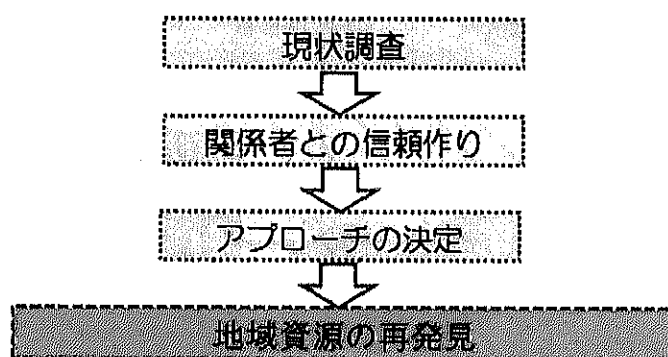 現状調査
関係者との信頼作り
アプローチの決定
地域資源の再発見